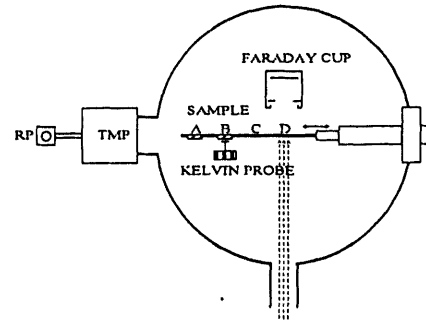 FARADAY CUP
SAMPLE
A B C D
RP TMP
KELVIN PROBE